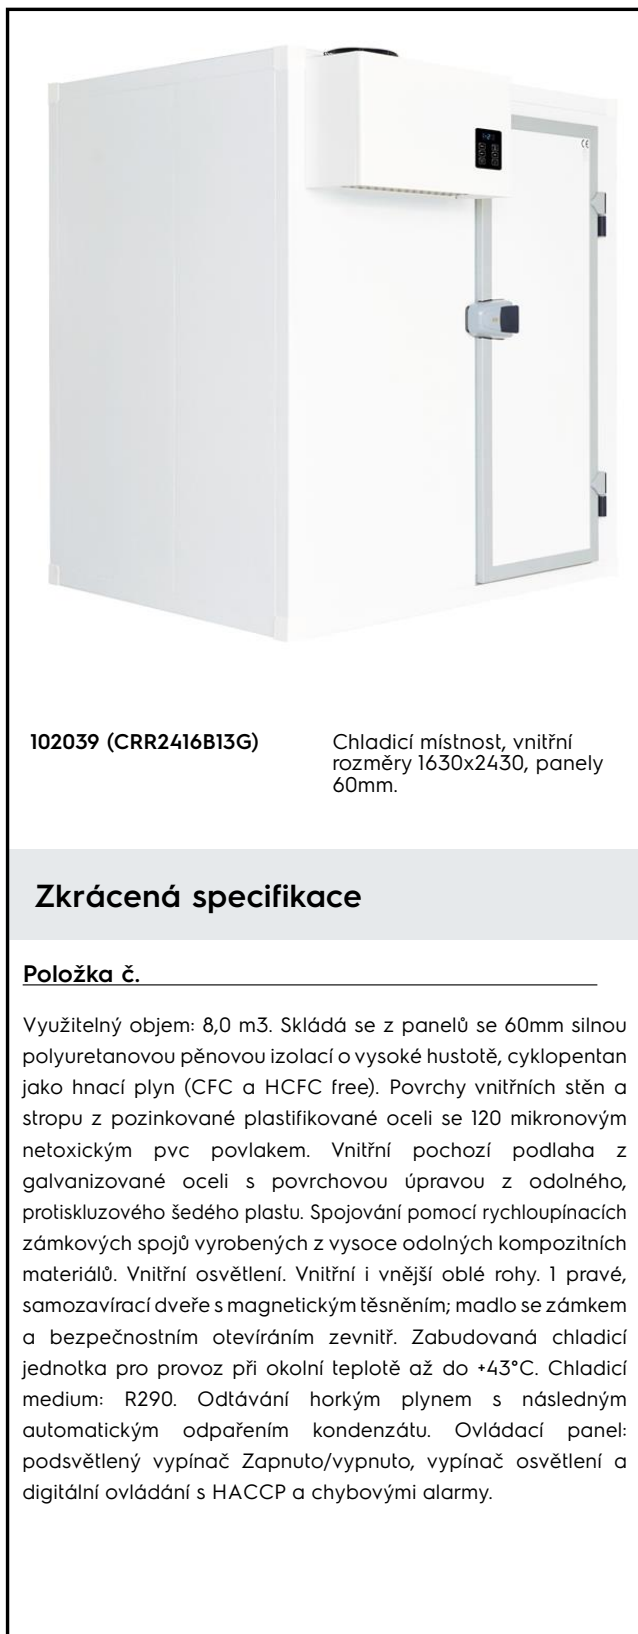 102039 (CRR2416B13G)
Chladicí místnost, vnitřní
rozměry 1630x2430, panely
60mm.
Zkrácená specifikace
Položka č.
Využitelný objem: 8,0 m3. Skládá se z panelů se 60mm silnou
polyuretanovou pěnovou izolací o vysoké hustotě, cyklopentan
jako hnací plyn (CFC a HCFC free). Povrchy vnitřních stěn a
stropu z pozinkované plastifikované oceli se 120 mikronovým
netoxickým pvc povlakem. Vnitřní pochozí podlaha z
galvanizované oceli s povrchovou úpravou z odolného,
protiskluzového šedého plastu. Spojování pomocí rychloupínacích
zámkových spojů vyrobených z vysoce odolných kompozitních
materiálů. Vnitřní osvětlení. Vnitřní i vnější oblé rohy. 1 pravé,
samozavírací dveře s magnetickým těsněním; madlo se zámkem
a bezpečnostním otevíráním zevnitř. Zabudovaná chladicí
jednotka pro provoz při okolní teplotě až do +43°C. Chladicí
medium: R290. Odtávání horkým plynem s následným
automatickým odpařením kondenzátu. Ovládací panel:
podsvětlený vypínač Zapnuto/vypnuto, vypínač osvětlení a
digitální ovládání s HACCP a chybovými alarmy.